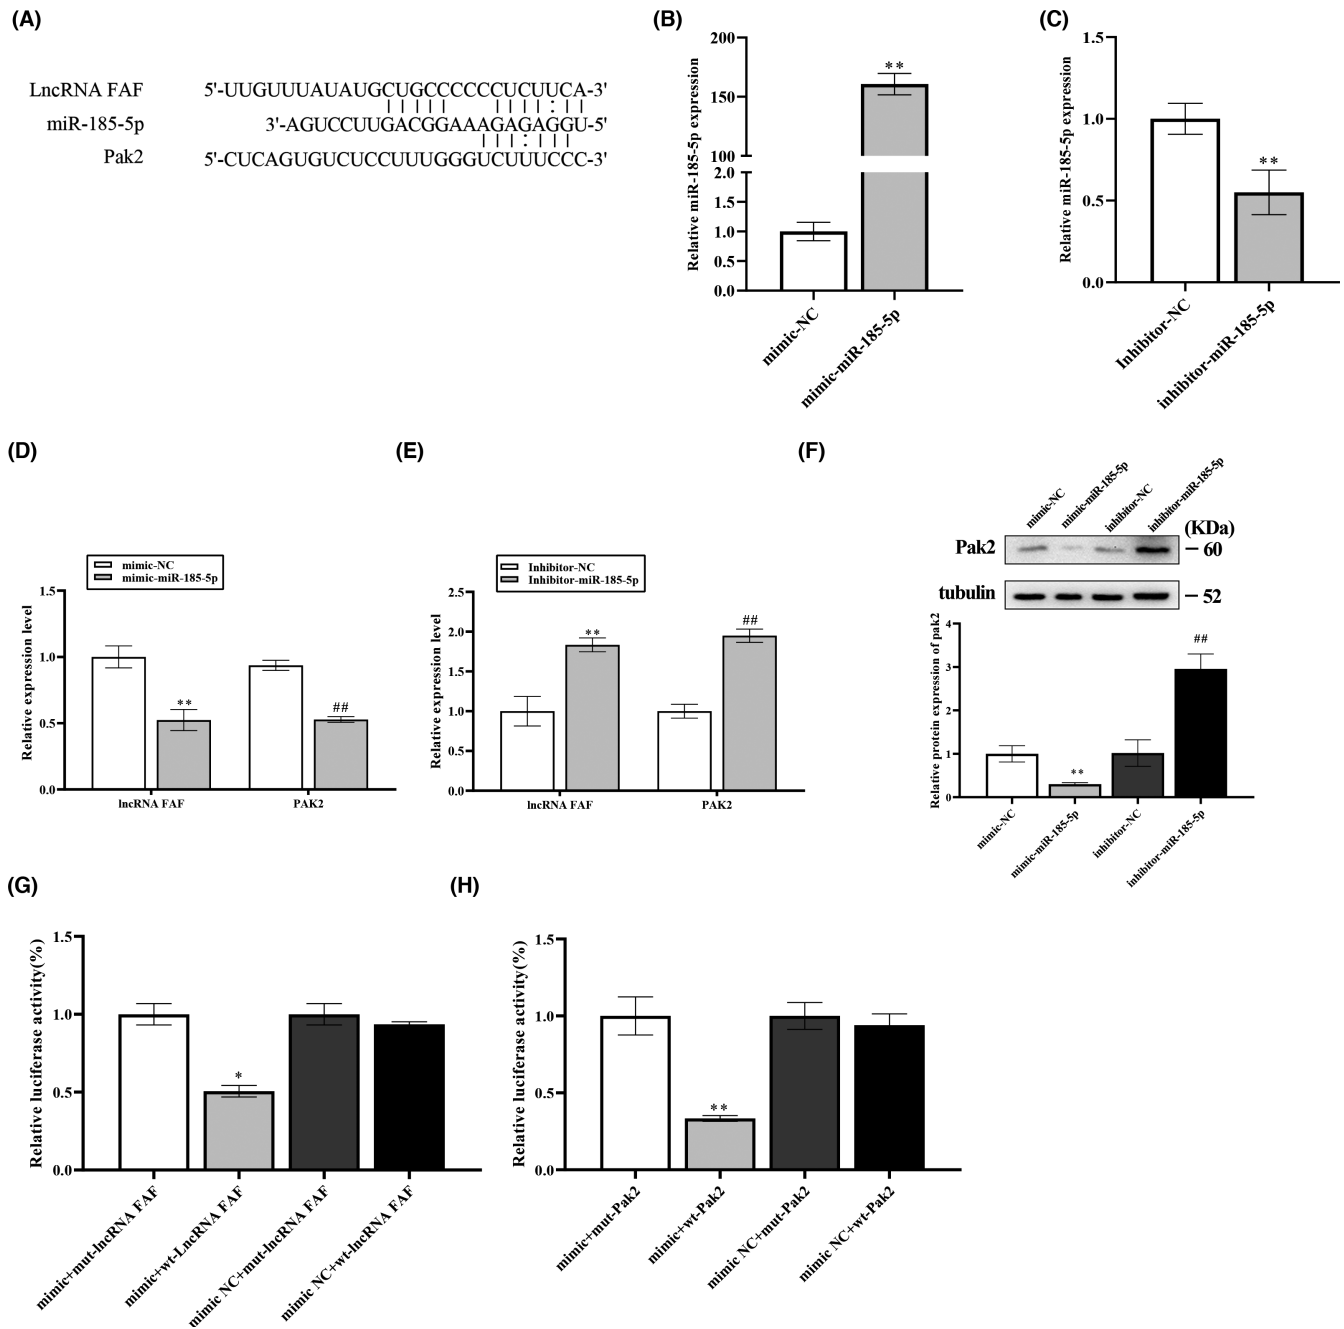 (A)
LncRNA FAF 5'-UUGUUUAUAUGCUGCCCCCCUCUUCA-3'
miR-185-5p 3'-AGUCCUUGACGGAAAGAGAGGU-5'
Pak2 5'-CUCAGUGUCUCCUUUGGGUCUUUCCC-3'
(B)
Relative miR-185-5p expression
200
150
100
2.0
1.5
1.0
0.5
0.0
**
mimic-NC
mimic-miR-185-5p
(C)
Relative miR-185-5p expression
1.5
1.0
0.5
0.0
**
Inhibitor-NC
inhibitor-miR-185-5p
(D)
mimic-NC
mimic-miR-185-5p
Relative expression level
1.5
1.0
0.5
0.0
**
##
lncRNA FAF
PAK2
(E)
Inhibitor-NC
Inhibitor-miR-185-5p
Relative expression level
2.5
2.0
1.5
1.0
0.5
0.0
**
##
lncRNA FAF
PAK2
(F)
mimic-NC
mimic-miR-185-5p
inhibitor-NC
inhibitor-miR-185-5p
(KDa)
Pak2
60
tubulin
52
Relative protein expression of pak2
4
3
2
1
0
**
##
mimic-NC
mimic-miR-185-5p
inhibitor-NC
inhibitor-miR-185-5p
(G)
Relative luciferase activity(%)
1.5
1.0
0.5
0.0
*
mimic+mut-lncRNA FAF
mimic+wt-LncRNA FAF
mimic NC+mut-lncRNA FAF
mimic NC+wt-lncRNA FAF
(H)
Relative luciferase activity(%)
1.5
1.0
0.5
0.0
**
mimic+mut-Pak2
mimic+wt-Pak2
mimic NC+mut-Pak2
mimic NC+wt-Pak2